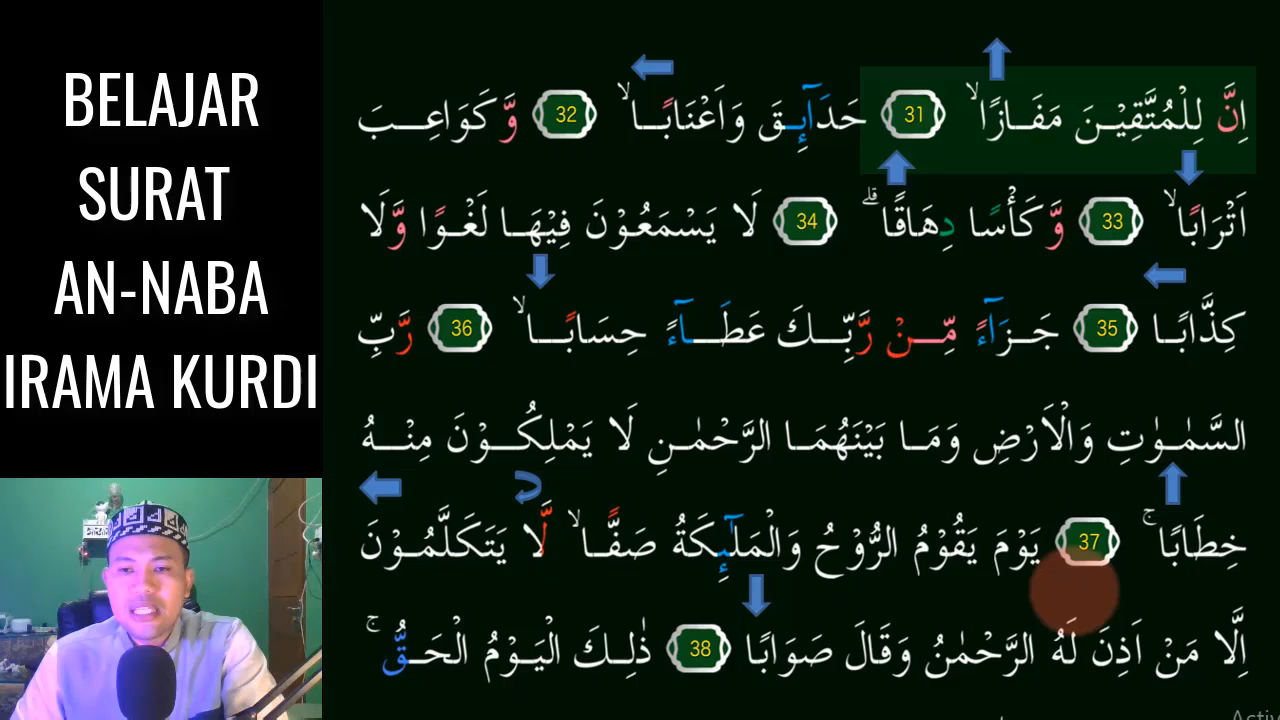 BELAJAR
SURAT
AN-NABA
IRAMA KURDI
اِنَّ لِلْمُتَّقِيْنَ مَفَازًاۙ 31 حَدَاۤىِٕقَ وَاَعْنَابًاۙ 32 وَّكَوَاعِبَ
اَتْرَابًاۙ 33 وَّكَأْسًا دِهَاقًاۗ 34 لَا يَسْمَعُوْنَ فِيْهَا لَغْوًا وَّلَا
كِذَّابًا 35 جَزَاۤءً مِّنْ رَّبِّكَ عَطَاۤءً حِسَابًاۙ 36 رَّبِّ
السَّمٰوٰتِ وَالْاَرْضِ وَمَا بَيْنَهُمَا الرَّحْمٰنِ لَا يَمْلِكُوْنَ مِنْهُ
خِطَابًاۚ 37 يَوْمَ يَقُوْمُ الرُّوْحُ وَالْمَلٰۤىِٕكَةُ صَفًّاۙ لَّا يَتَكَلَّمُوْنَ
اِلَّا مَنْ اَذِنَ لَهُ الرَّحْمٰنُ وَقَالَ صَوَابًا 38 ذٰلِكَ الْيَوْمُ الْحَقُّۚ